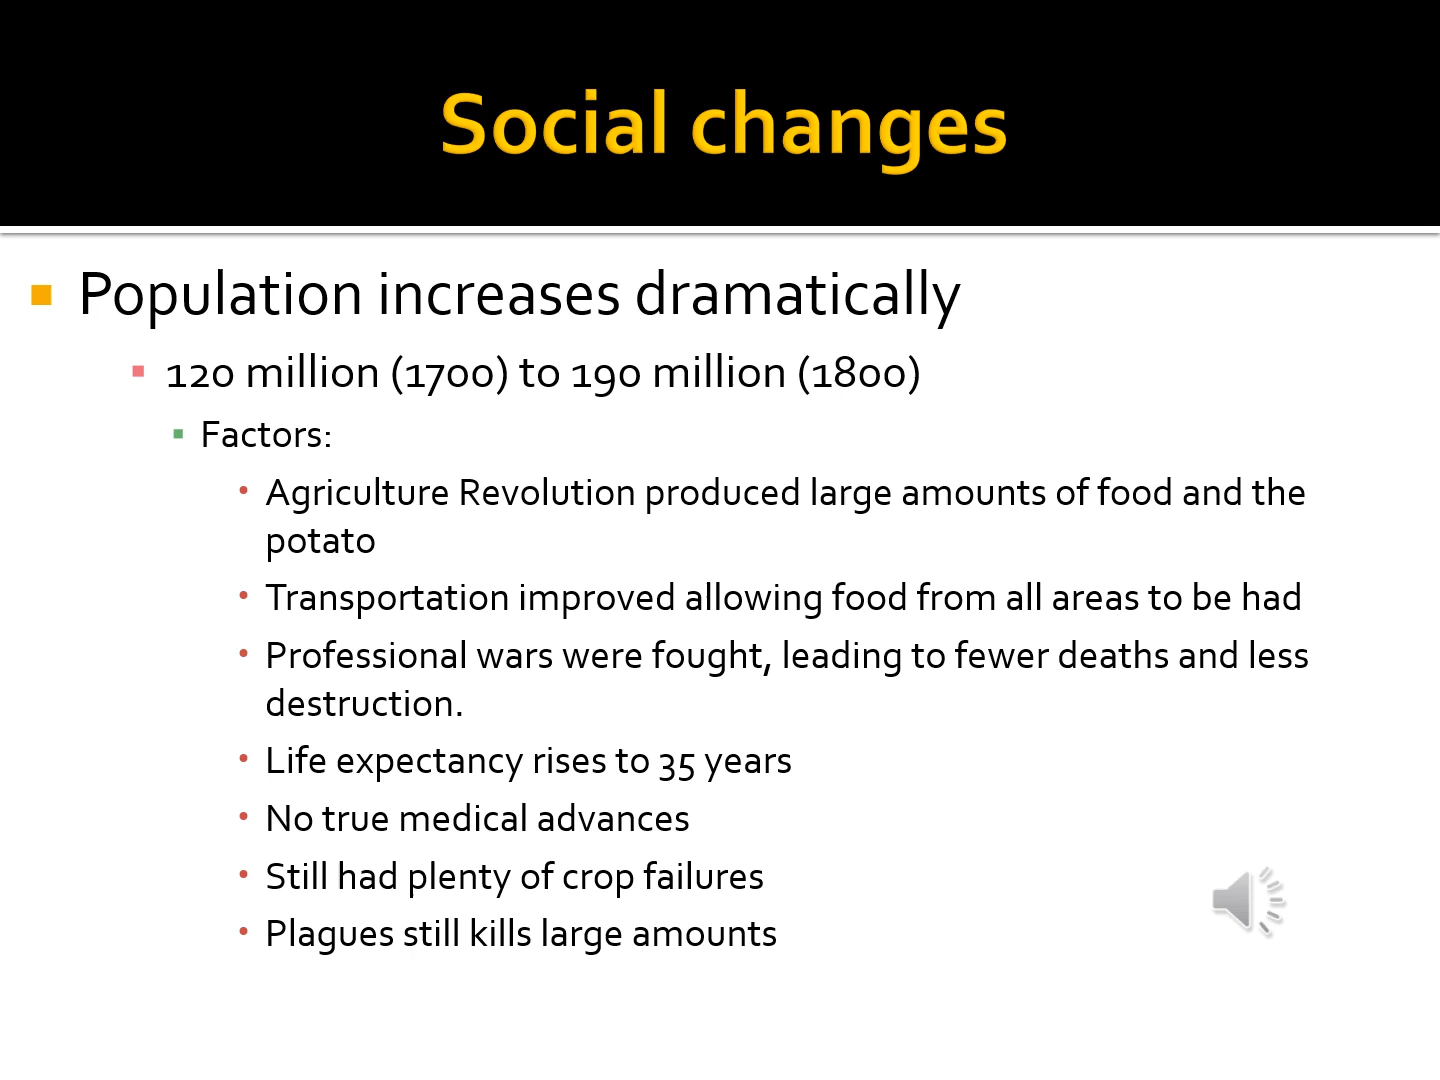 Social changes
Population increases dramatically
120 million (1700) to 190 million (1800)
Factors:
Agriculture Revolution produced large amounts of food and the
potato
Transportation improved allowing food from all areas to be had
Professional wars were fought, leading to fewer deaths and less
destruction.
Life expectancy rises to 35 years
No true medical advances
Still had plenty of crop failures
Plagues still kills large amounts